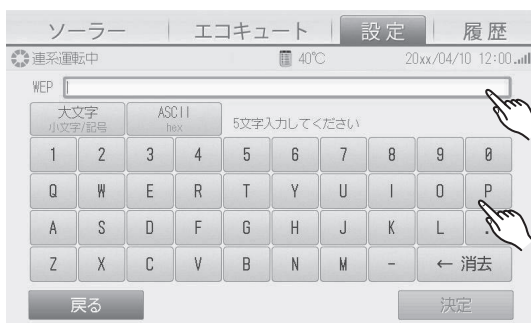 ソーラー エコキュート 設定 履歴
連系運転中 40℃ 20xx/04/10 12:00
WEP
大文字 ASCII 5文字入力してください
小文字/記号 hex
1 2 3 4 5 6 7 8 9 0
Q W E R T Y U I O P
A S D F G H J K L .
Z X C V B N M - ← 消去
戻る 決定